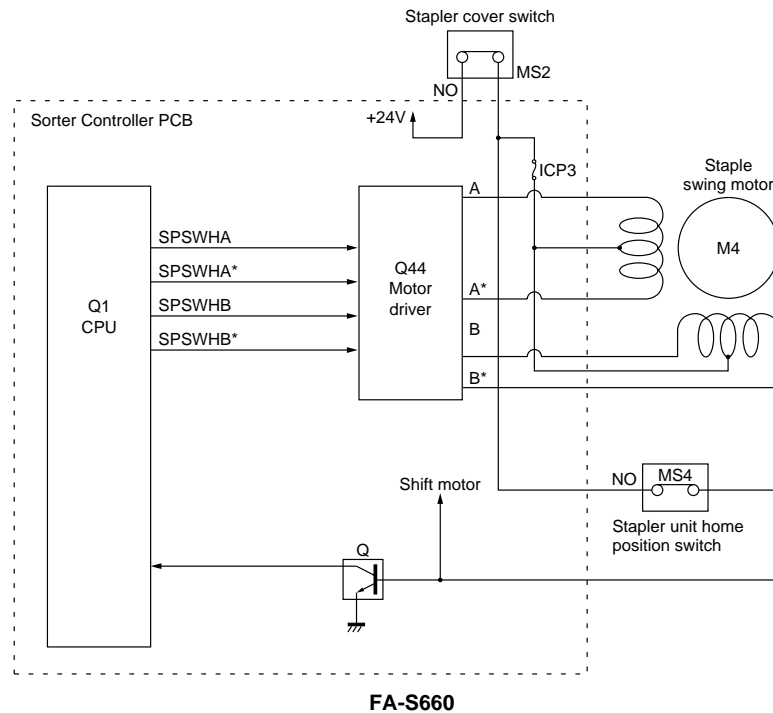 Stapler cover switch
MS2
NO
+24V
Sorter Controller PCB
ICP3
Staple
swing motor
A
SPSWHA
SPSWHA*
SPSWHB
SPSWHB*
Q1
CPU
Q44
Motor
driver
M4
A*
B
B*
Shift motor
NO
MS4
Stapler unit home
position switch
Q
FA-S660